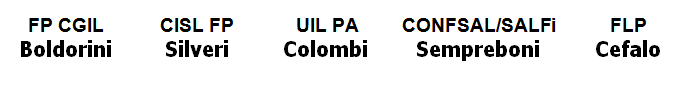 FP CGIL CISL FP UIL PA CONFSAL/SALFi FLP
Boldorini Silveri Colombi Sempreboni Cefalo